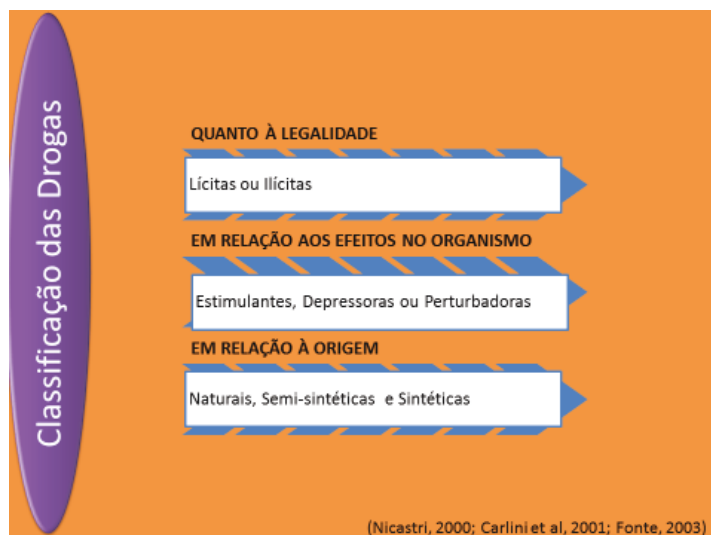 Classificação das Drogas
QUANTO À LEGALIDADE
Lícitas ou Ilícitas
EM RELAÇÃO AOS EFEITOS NO ORGANISMO
Estimulantes, Depressoras ou Perturbadoras
EM RELAÇÃO À ORIGEM
Naturais, Semi-sintéticas e Sintéticas
(Nicastri, 2000; Carlini et al, 2001; Fonte, 2003)